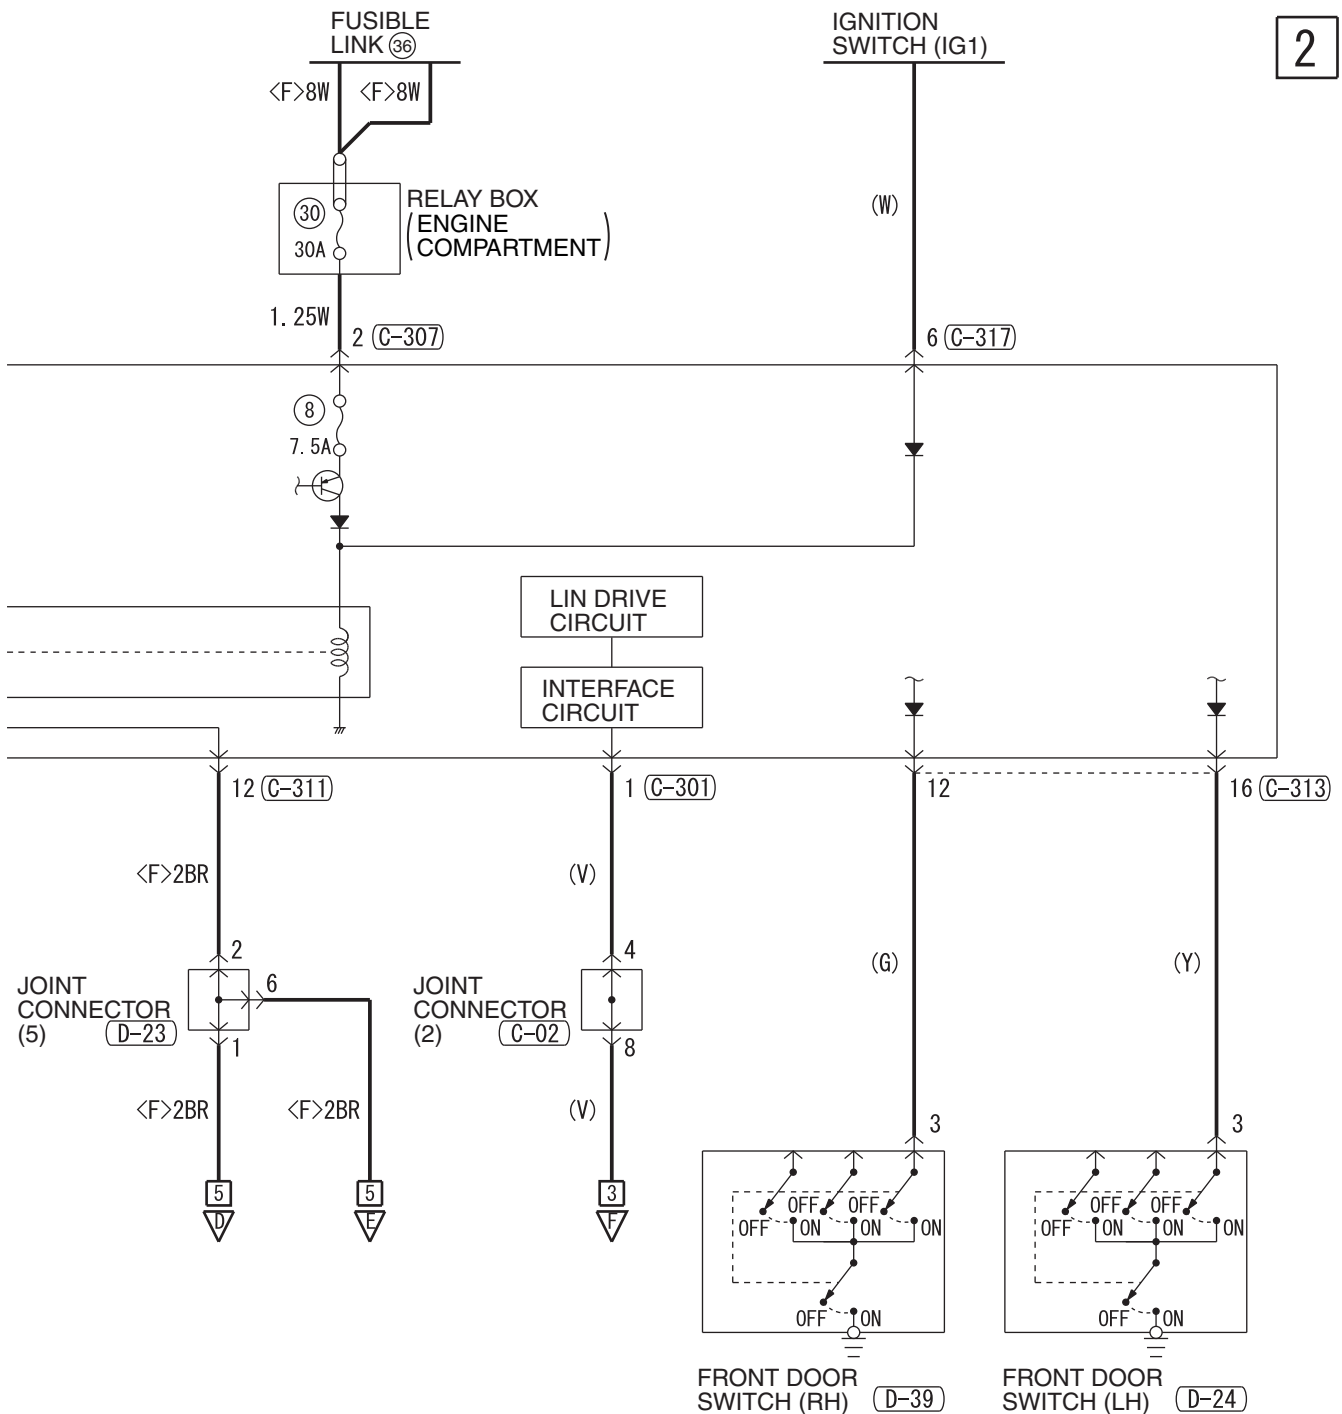 FUSIBLE
LINK 36
IGNITION
SWITCH (IG1)
2
<F>8W
<F>8W
30
30A
RELAY BOX
(ENGINE
COMPARTMENT)
(W)
1. 25W
2 C-307
6 C-317
8
7. 5A
LIN DRIVE
CIRCUIT
INTERFACE
CIRCUIT
12 C-311
1 C-301
12
16 C-313
<F>2BR
(V)
(G)
(Y)
2
6
1
JOINT
CONNECTOR
(5) D-23
4
8
JOINT
CONNECTOR
(2) C-02
<F>2BR
<F>2BR
(V)
3
3
5
D
5
E
3
F
OFF OFF
OFF ON ON ON
OFF ON
OFF OFF
OFF ON ON ON
OFF ON
FRONT DOOR
SWITCH (RH) D-39
FRONT DOOR
SWITCH (LH) D-24